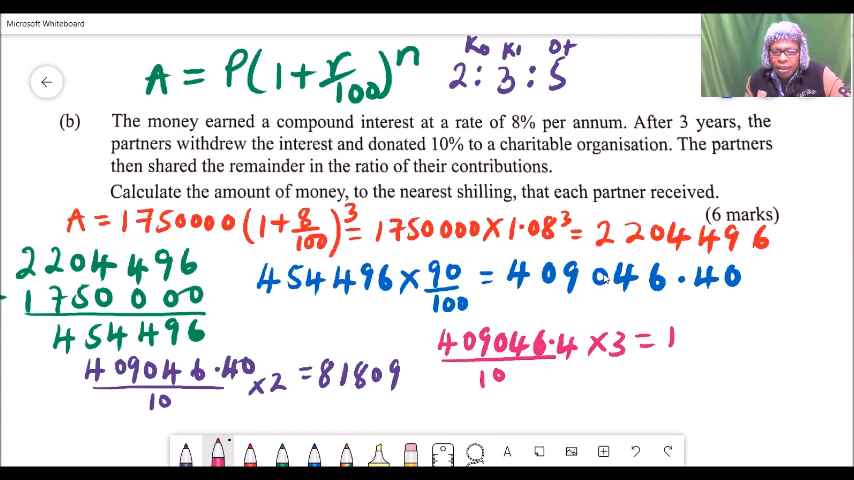 Microsoft Whiteboard
A = P(1 + r/100)^n
Ko Ki Ot
2 : 3 : 5
(b) The money earned a compound interest at a rate of 8% per annum. After 3 years, the
partners withdrew the interest and donated 10% to a charitable organisation. The partners
then shared the remainder in the ratio of their contributions.
Calculate the amount of money, to the nearest shilling, that each partner received.
(6 marks)
A = 1750000(1 + 8/100)^3 = 1750000 × 1.08^3 = 2204496
2204496
- 1750000
454496
454496 × 90/100 = 409046.40
409046.40/10 × 2 = 81809
409046.4/10 × 3 = 1
A